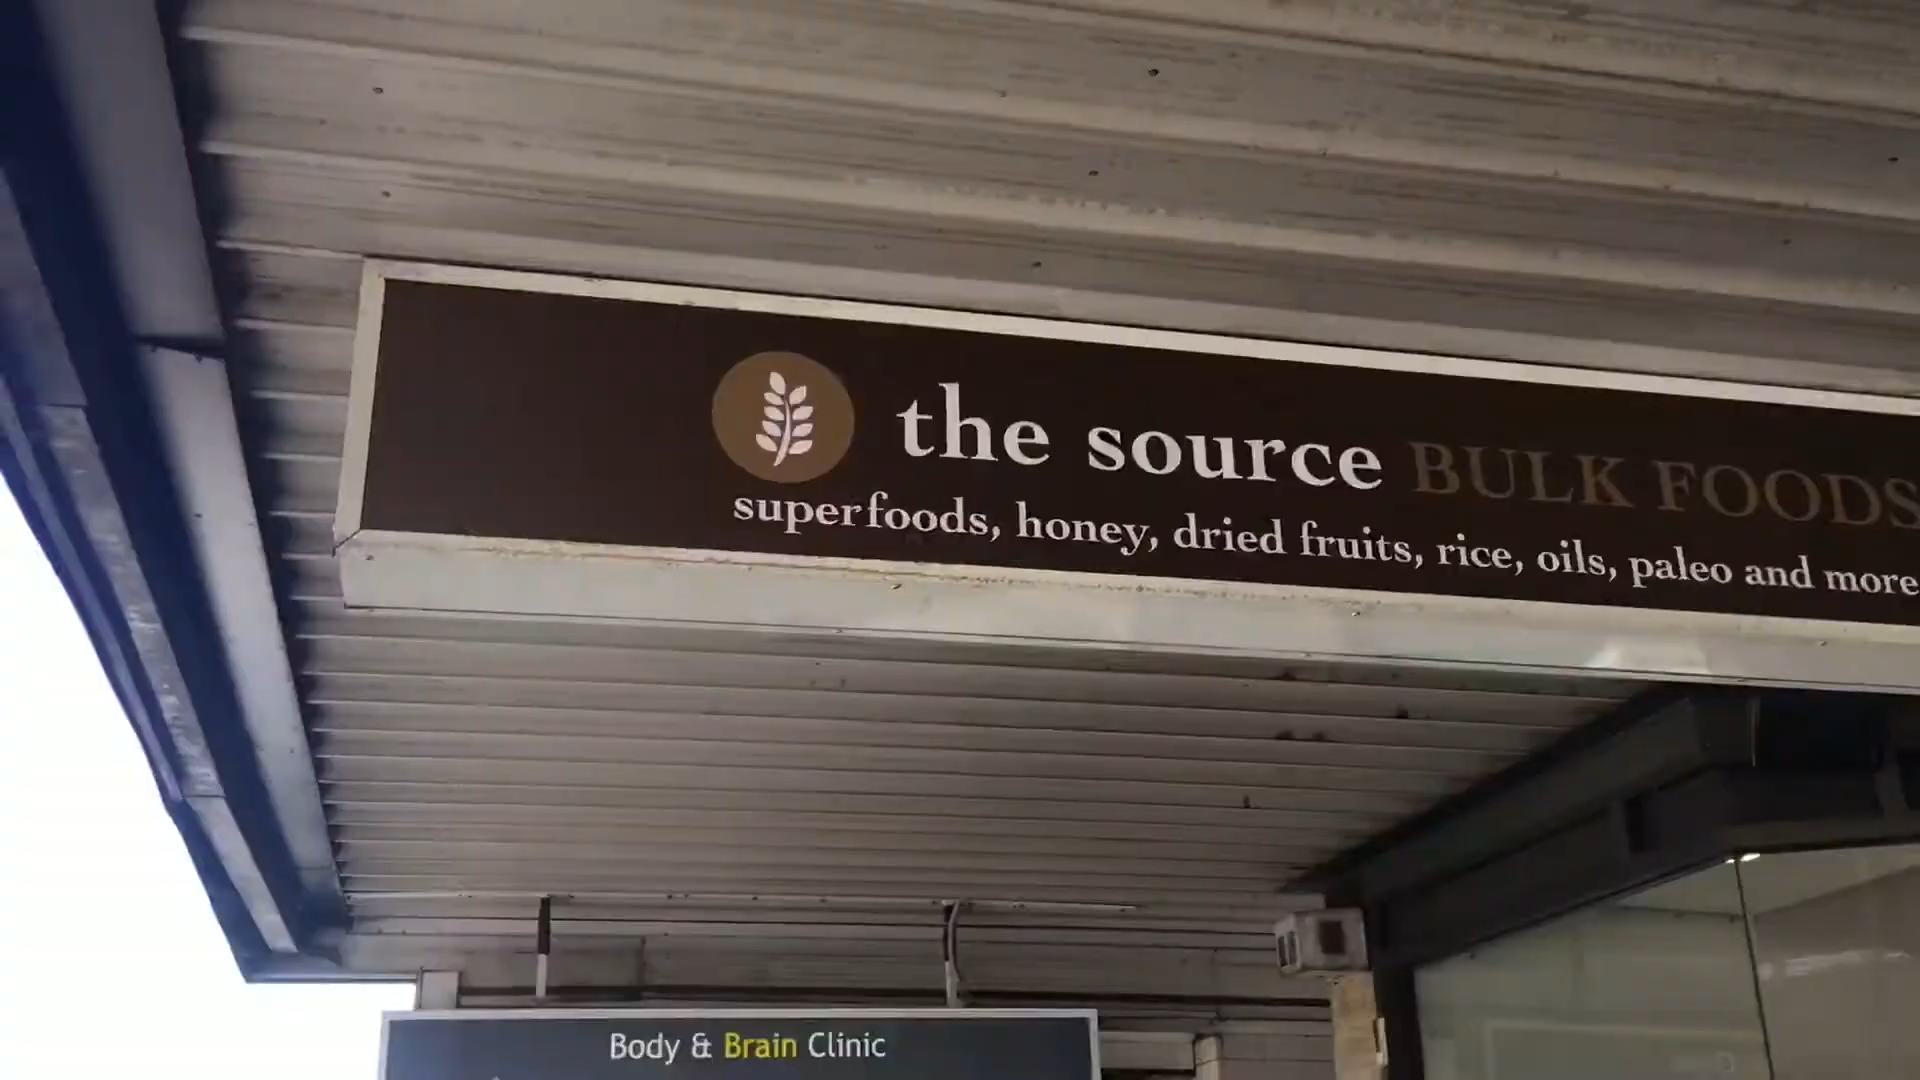 the source BULK FOODS
superfoods, honey, dried fruits, rice, oils, paleo and more
Body & Brain Clinic